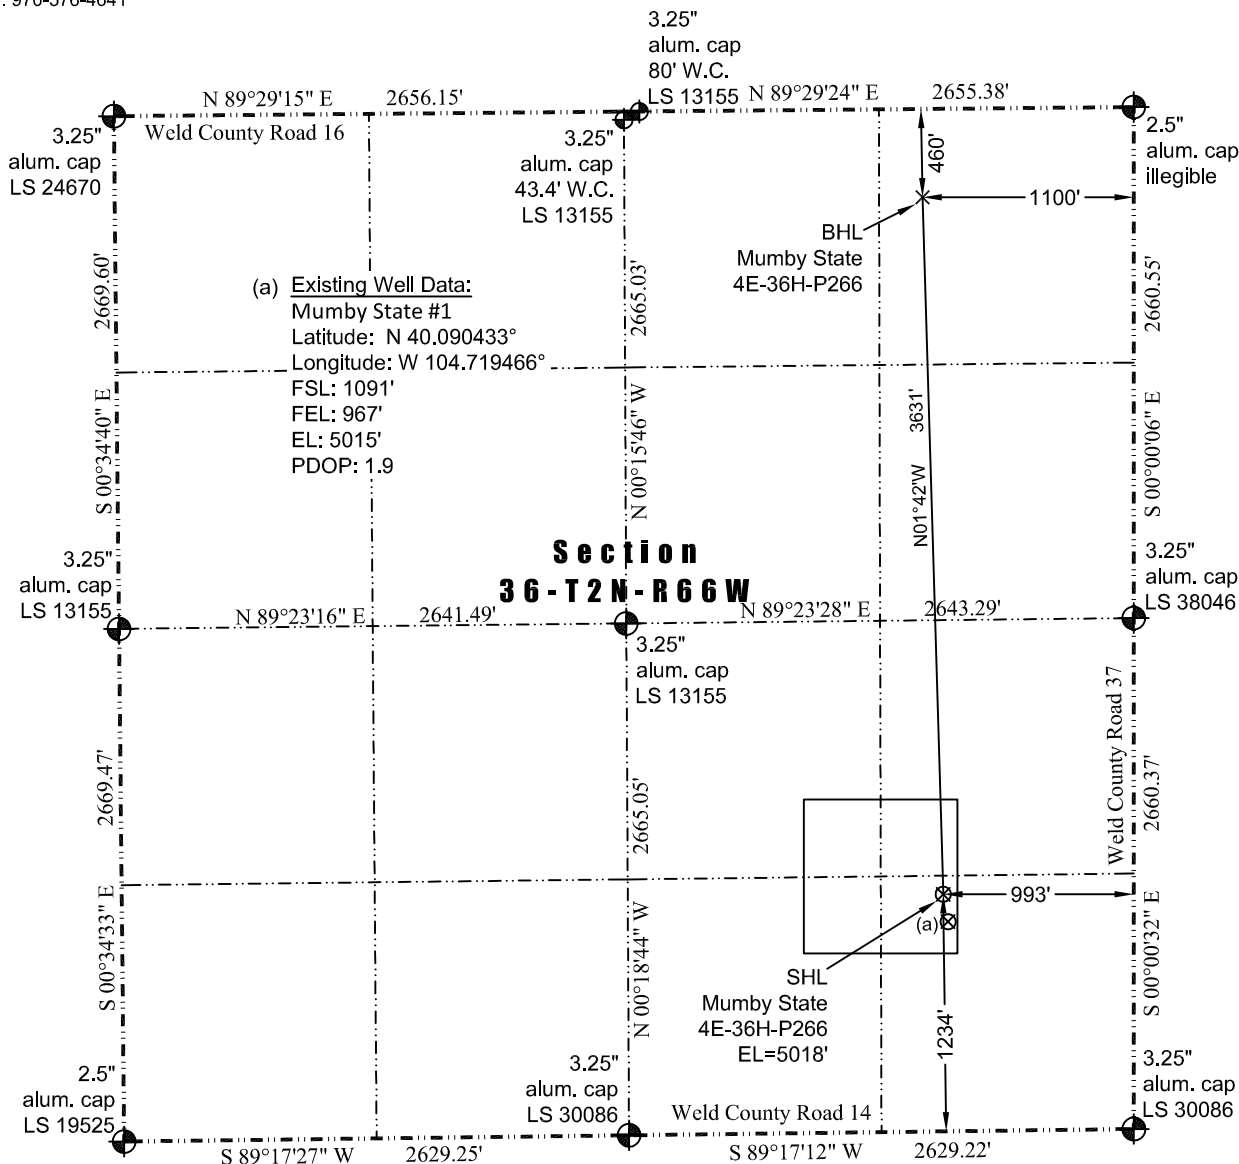 : 970-576-4641
3.25"
alum. cap
80' W.C.
LS 13155
N 89°29'15" E 2656.15'
N 89°29'24" E 2655.38'
Weld County Road 16
3.25"
alum. cap
LS 24670
3.25"
alum. cap
43.4' W.C.
LS 13155
2.5"
alum. cap
illegible
460'
1100'
BHL
Mumby State
4E-36H-P266
(a) Existing Well Data:
Mumby State #1
Latitude: N 40.090433°
Longitude: W 104.719466°
FSL: 1091'
FEL: 967'
EL: 5015'
PDOP: 1.9
2669.60'
S 00°34'40" E
2665.03'
N 00°15'46" W
3631'
N01°42'W
2660.55'
S 00°00'06" E
Section
36-T2N-R66W
3.25"
alum. cap
LS 13155
3.25"
alum. cap
LS 38046
N 89°23'16" E 2641.49'
N 89°23'28" E 2643.29'
3.25"
alum. cap
LS 13155
2669.47'
S 00°34'33" E
2665.05'
N 00°18'44" W
Weld County Road 37
2660.37'
S 00°00'32" E
993'
(a)
SHL
Mumby State
4E-36H-P266
EL=5018'
1234'
2.5"
alum. cap
LS 19525
3.25"
alum. cap
LS 30086
3.25"
alum. cap
LS 30086
Weld County Road 14
S 89°17'27" W 2629.25'
S 89°17'12" W 2629.22'